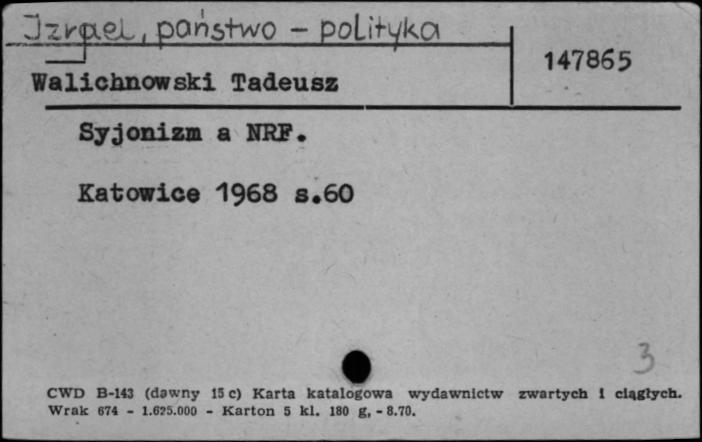 Izrael, państwo - polityka
147865
Walichnowski Tadeusz
Syjonizm a NRF.
Katowice 1968 s.60
3
CWD B-143 (dawny 15 c) Karta katalogowa wydawnictw zwartych i ciągłych.
Wrak 674 - 1.625.000 - Karton 5 kl. 180 g, - 8.70.